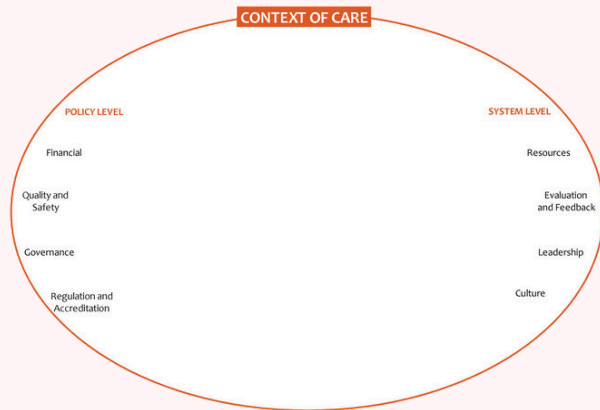 CONTEXT OF CARE
POLICY LEVEL
Financial
Quality and
Safety
Governance
Regulation and
Accreditation
SYSTEM LEVEL
Resources
Evaluation
and Feedback
Leadership
Culture